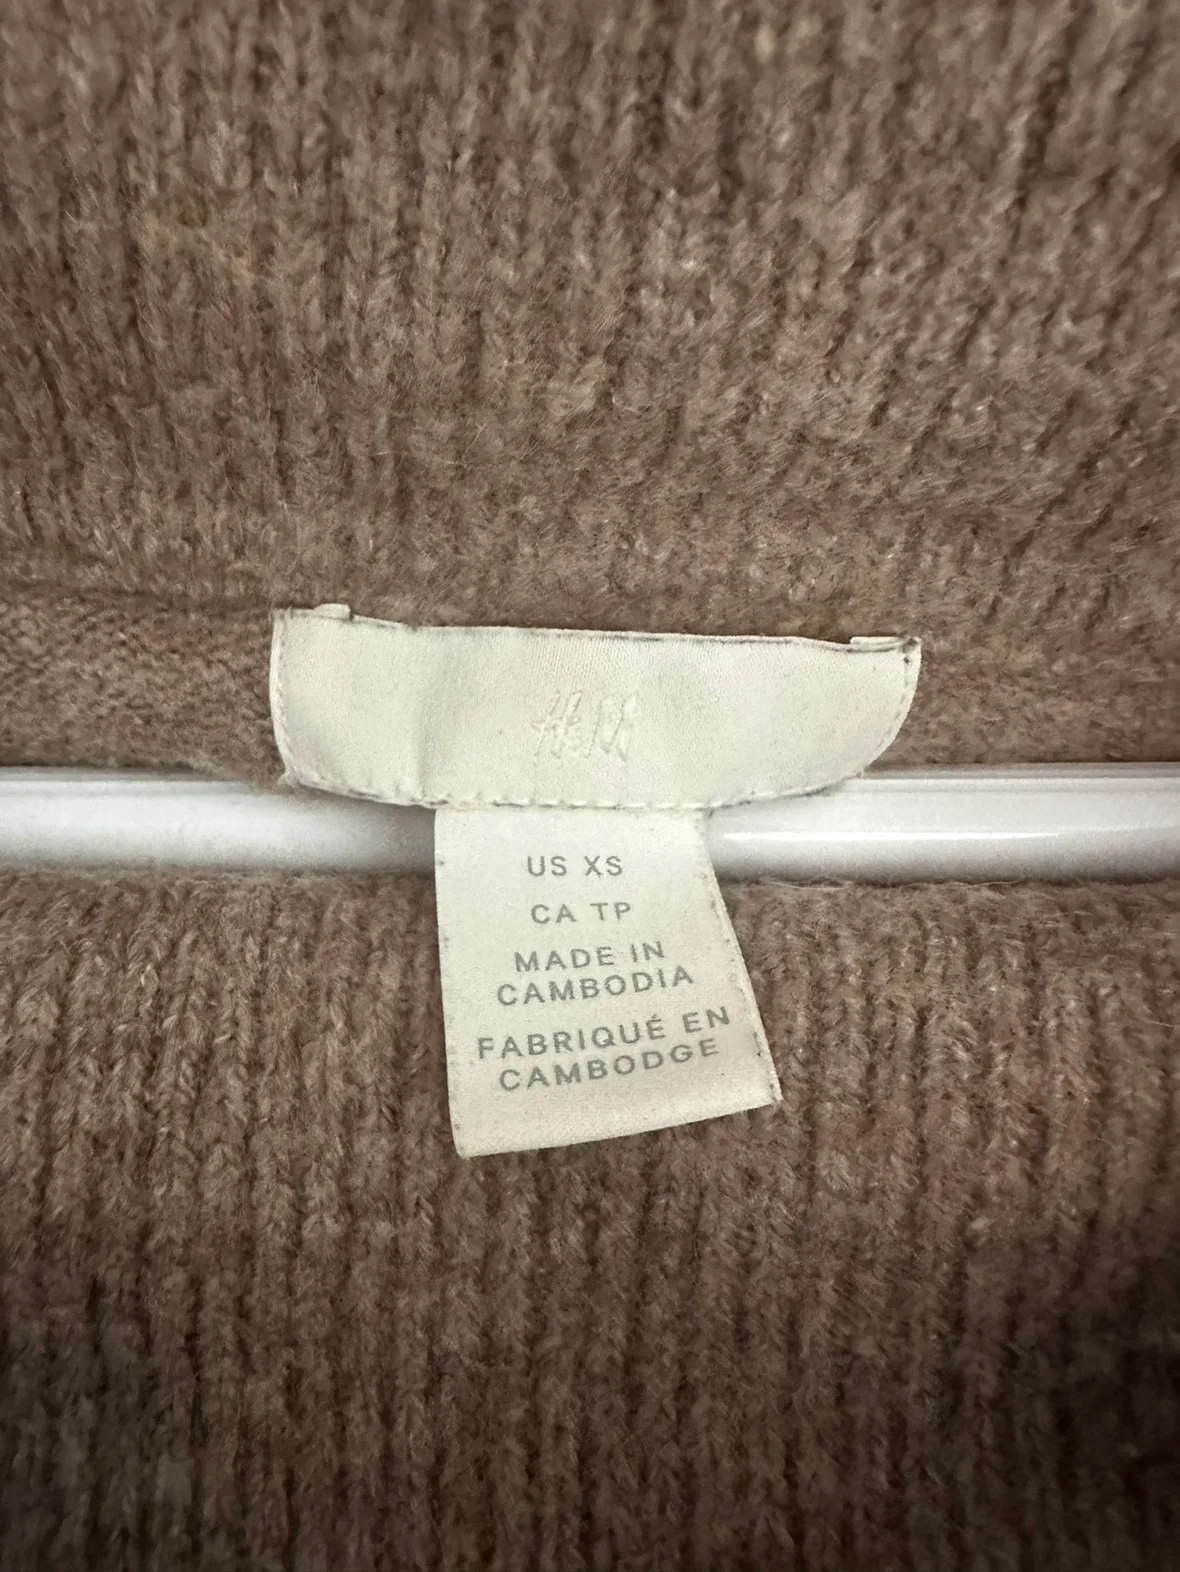 H&M
US XS
CA TP
MADE IN
CAMBODIA
FABRIQUÉ EN
CAMBODGE